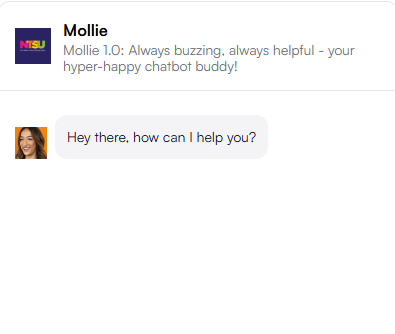 Mollie
NTSU
Mollie 1.0: Always buzzing, always helpful - your
hyper-happy chatbot buddy!
Hey there, how can I help you?